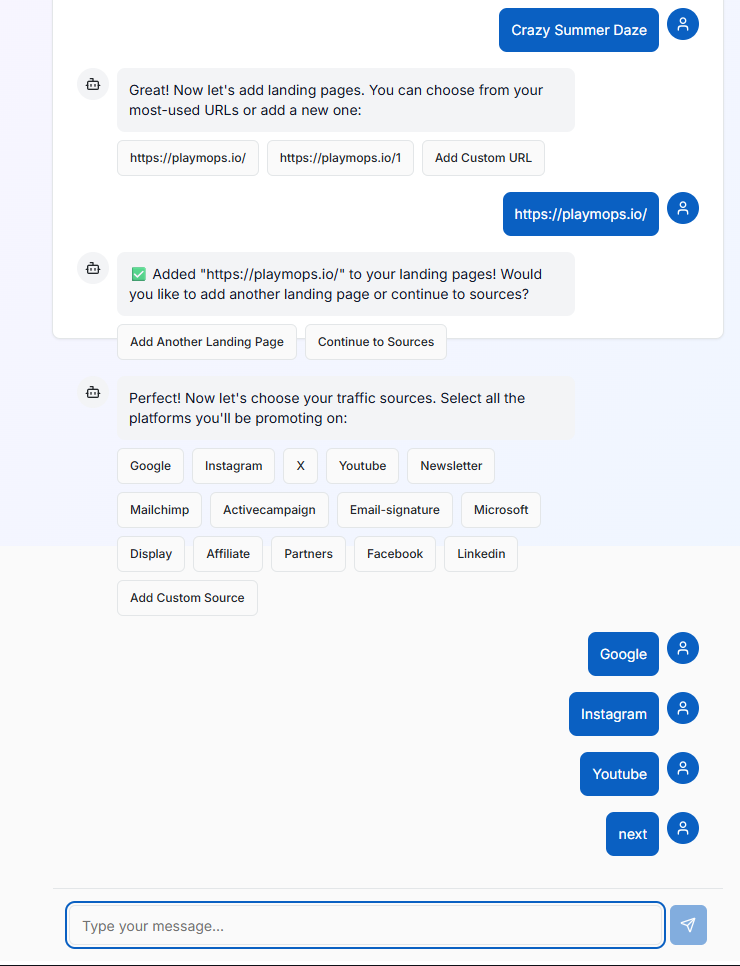 Crazy Summer Daze
Great! Now let's add landing pages. You can choose from your
most-used URLs or add a new one:
https://playmops.io/
https://playmops.io/1
Add Custom URL
https://playmops.io/
✅ Added "https://playmops.io/" to your landing pages! Would
you like to add another landing page or continue to sources?
Add Another Landing Page
Continue to Sources
Perfect! Now let's choose your traffic sources. Select all the
platforms you'll be promoting on:
Google
Instagram
X
Youtube
Newsletter
Mailchimp
Activecampaign
Email-signature
Microsoft
Display
Affiliate
Partners
Facebook
Linkedin
Add Custom Source
Google
Instagram
Youtube
next
Type your message...